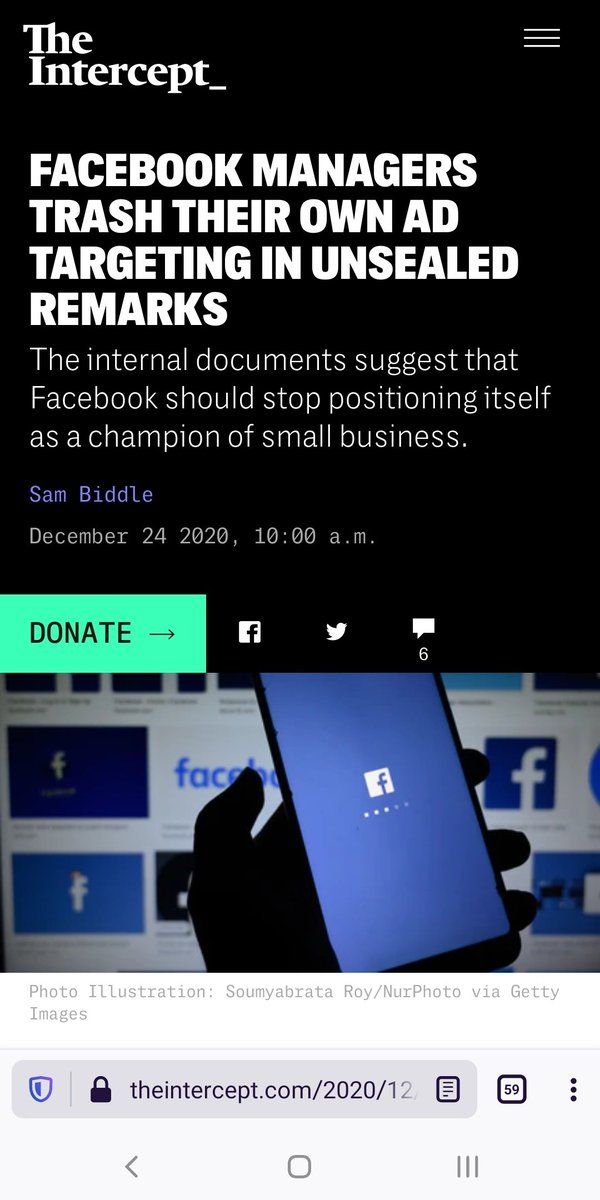 The
Intercept_
FACEBOOK MANAGERS
TRASH THEIR OWN AD
TARGETING IN UNSEALED
REMARKS
The internal documents suggest that
Facebook should stop positioning itself
as a champion of small business.
Sam Biddle
December 24 2020, 10:00 a.m.
DONATE →
6
facebo
Photo Illustration: Soumyabrata Roy/NurPhoto via Getty
Images
theintercept.com/2020/12/
59